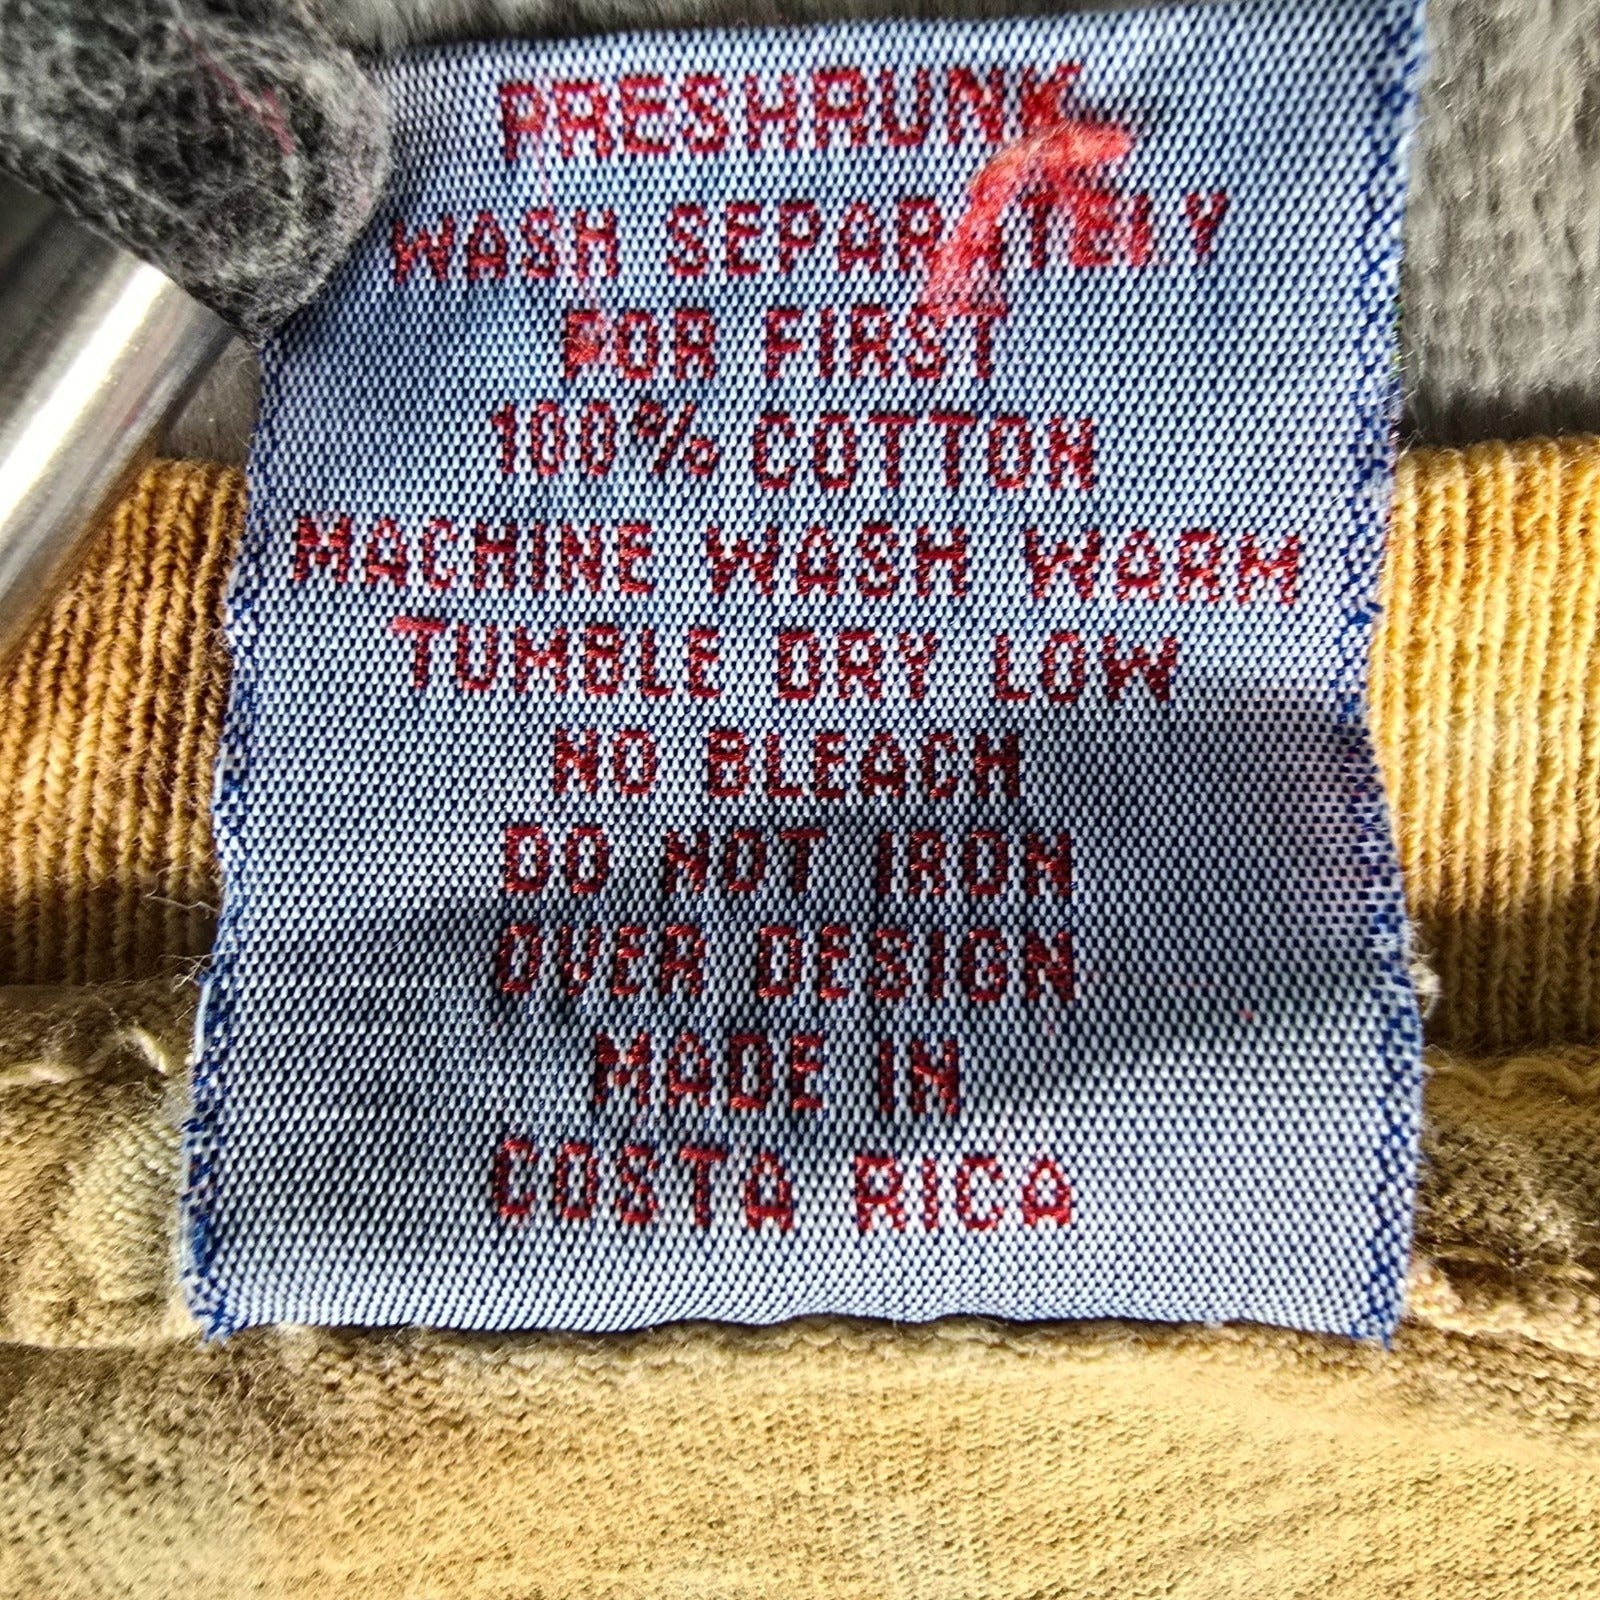 PRESHRUNK
WASH SEPARATELY
FOR FIRST
100% COTTON
MACHINE WASH WARM
TUMBLE DRY LOW
NO BLEACH
DO NOT IRON
OVER DESIGN
MADE IN
COSTA RICA